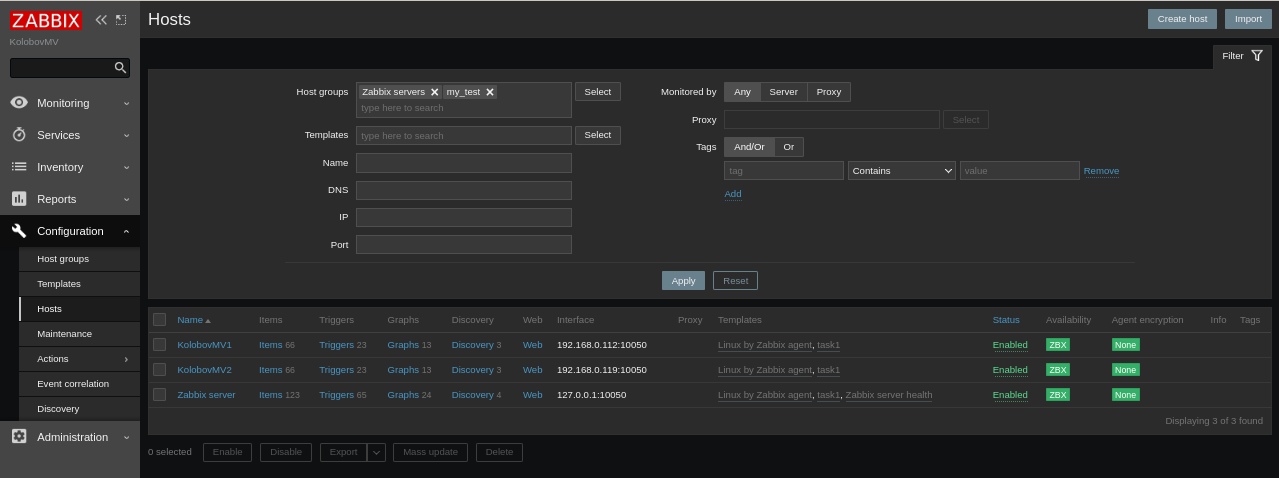 ZABBIX
KolobovMV
Monitoring
Services
Inventory
Reports
Configuration
Host groups
Templates
Hosts
Maintenance
Actions
Event correlation
Discovery
Administration
Hosts
Create host Import
Filter
Host groups Zabbix servers my_test Select
type here to search
Templates type here to search Select
Name
DNS
IP
Port
Monitored by Any Server Proxy
Proxy Select
Tags And/Or Or
tag Contains value Remove
Add
Apply Reset
Name Items Triggers Graphs Discovery Web Interface Proxy Templates Status Availability Agent encryption Info Tags
KolobovMV1 Items 66 Triggers 23 Graphs 13 Discovery 3 Web 192.168.0.112:10050 Linux by Zabbix agent, task1 Enabled ZBX None
KolobovMV2 Items 66 Triggers 23 Graphs 13 Discovery 3 Web 192.168.0.119:10050 Linux by Zabbix agent, task1 Enabled ZBX None
Zabbix server Items 123 Triggers 65 Graphs 24 Discovery 4 Web 127.0.0.1:10050 Linux by Zabbix agent, task1, Zabbix server health Enabled ZBX None
Displaying 3 of 3 found
0 selected Enable Disable Export Mass update Delete